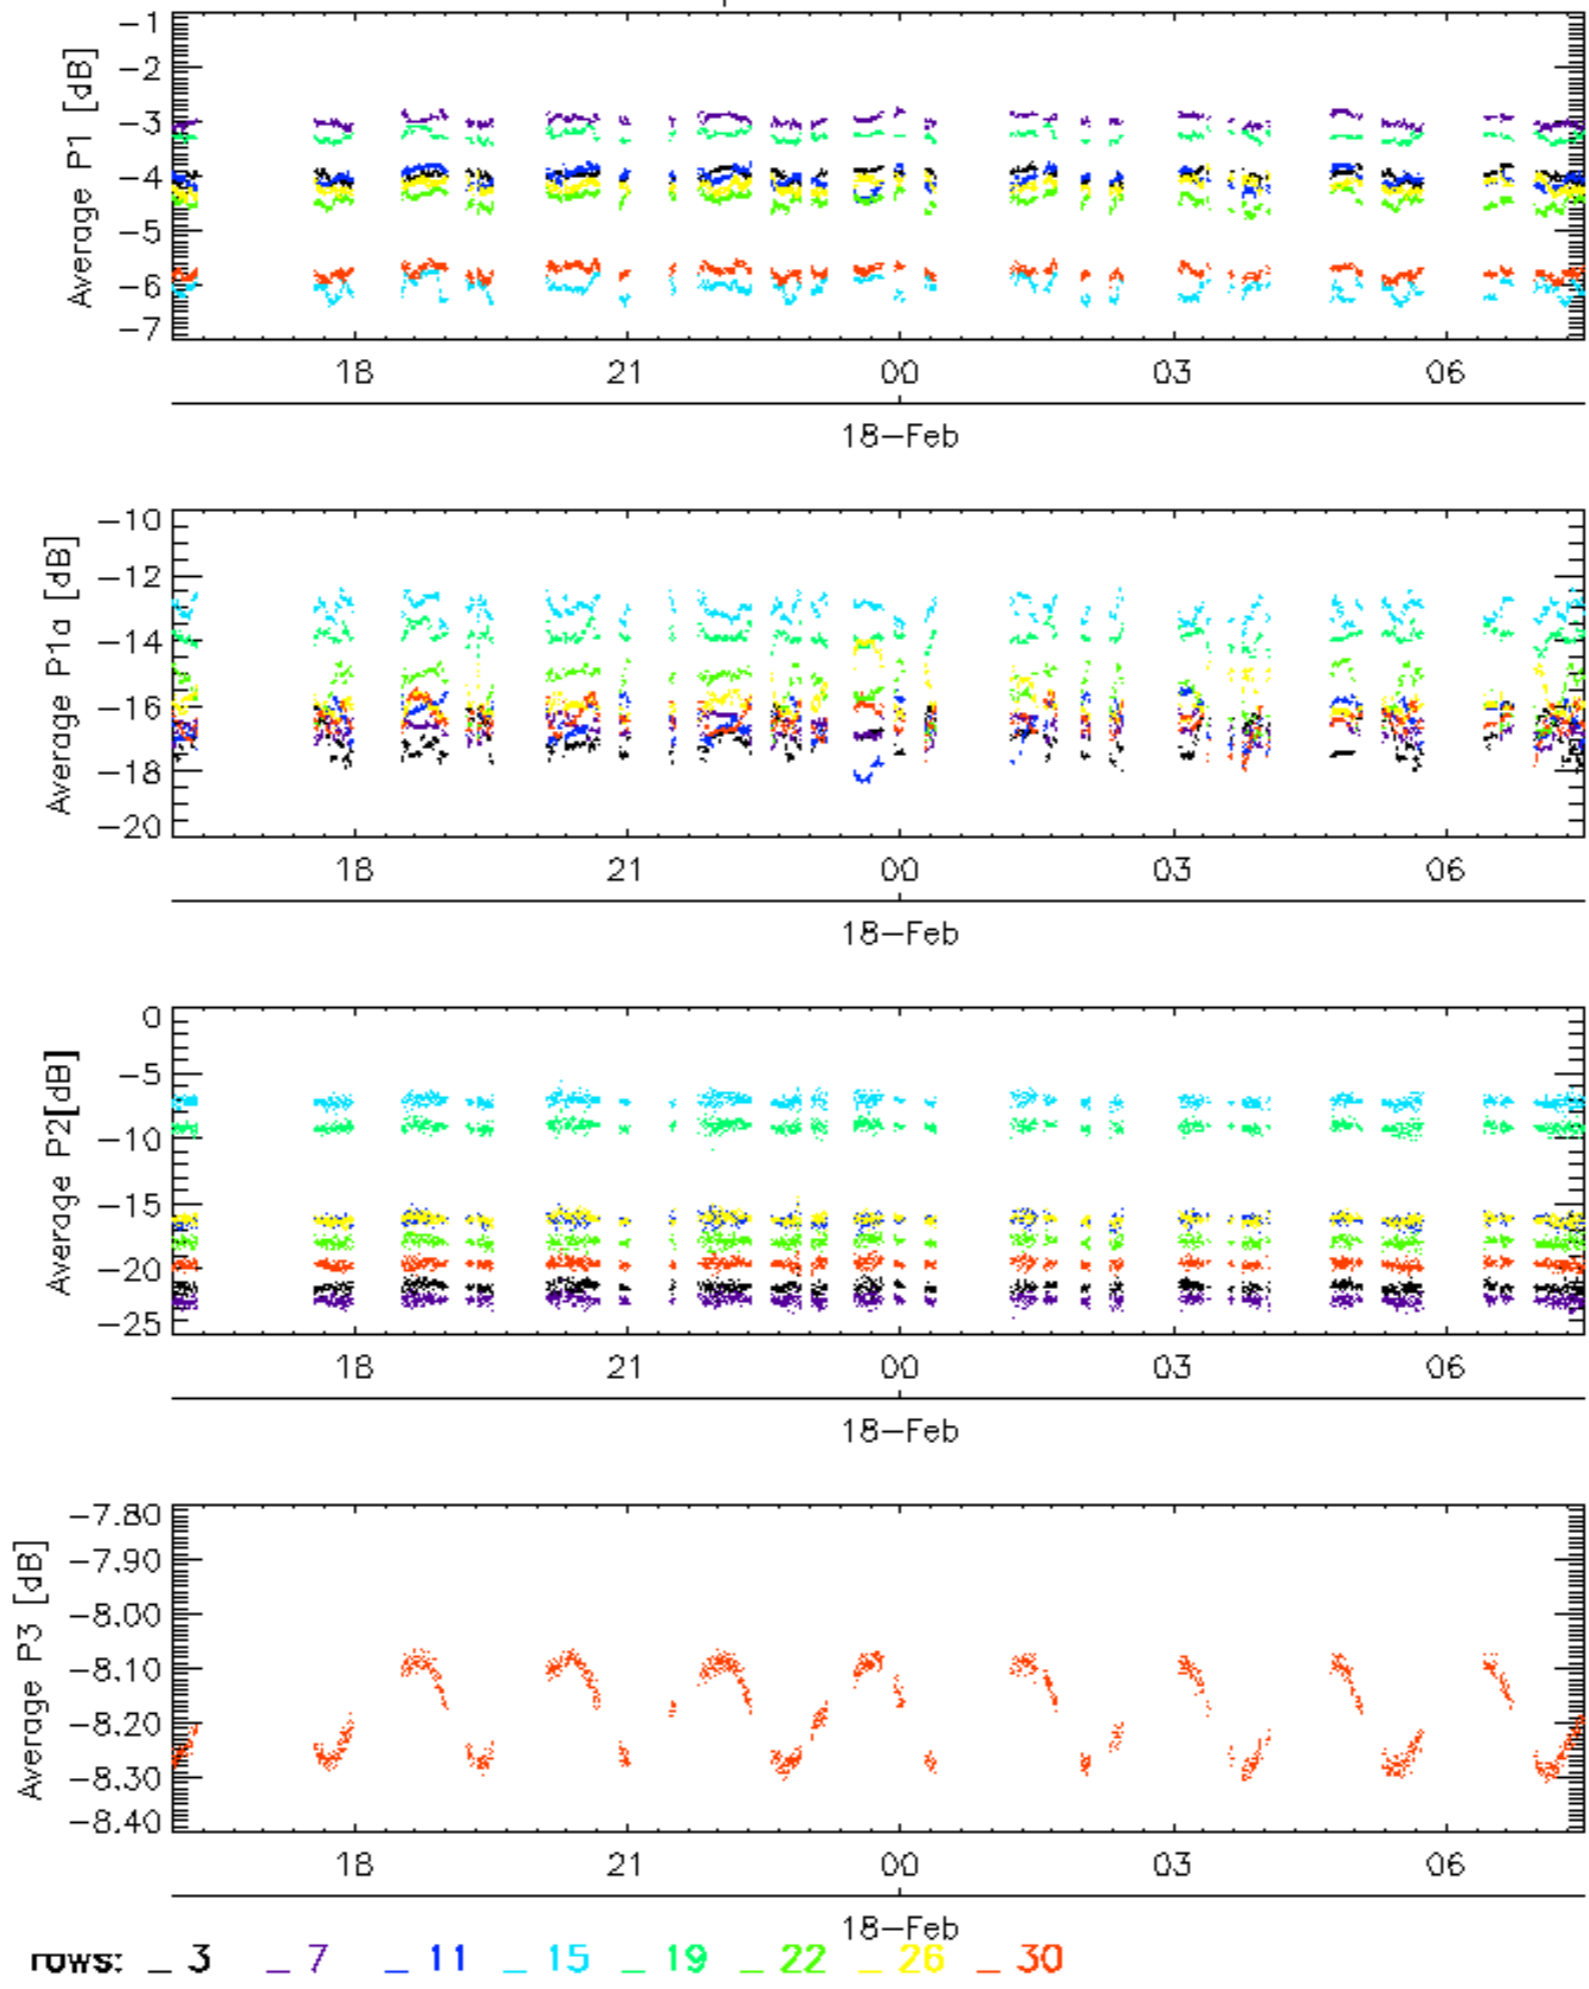 Average P1 [dB]
-1
-2
-3
-4
-5
-6
-7
18 21 00 03 06
18-Feb
Average P1a [dB]
-10
-12
-14
-16
-18
-20
18 21 00 03 06
18-Feb
Average P2[dB]
0
-5
-10
-15
-20
-25
18 21 00 03 06
18-Feb
Average P3 [dB]
-7.80
-7.90
-8.00
-8.10
-8.20
-8.30
-8.40
18 21 00 03 06
18-Feb
rows: _ 3 _ 7 _ 11 _ 15 _ 19 _ 22 _ 26 _ 30